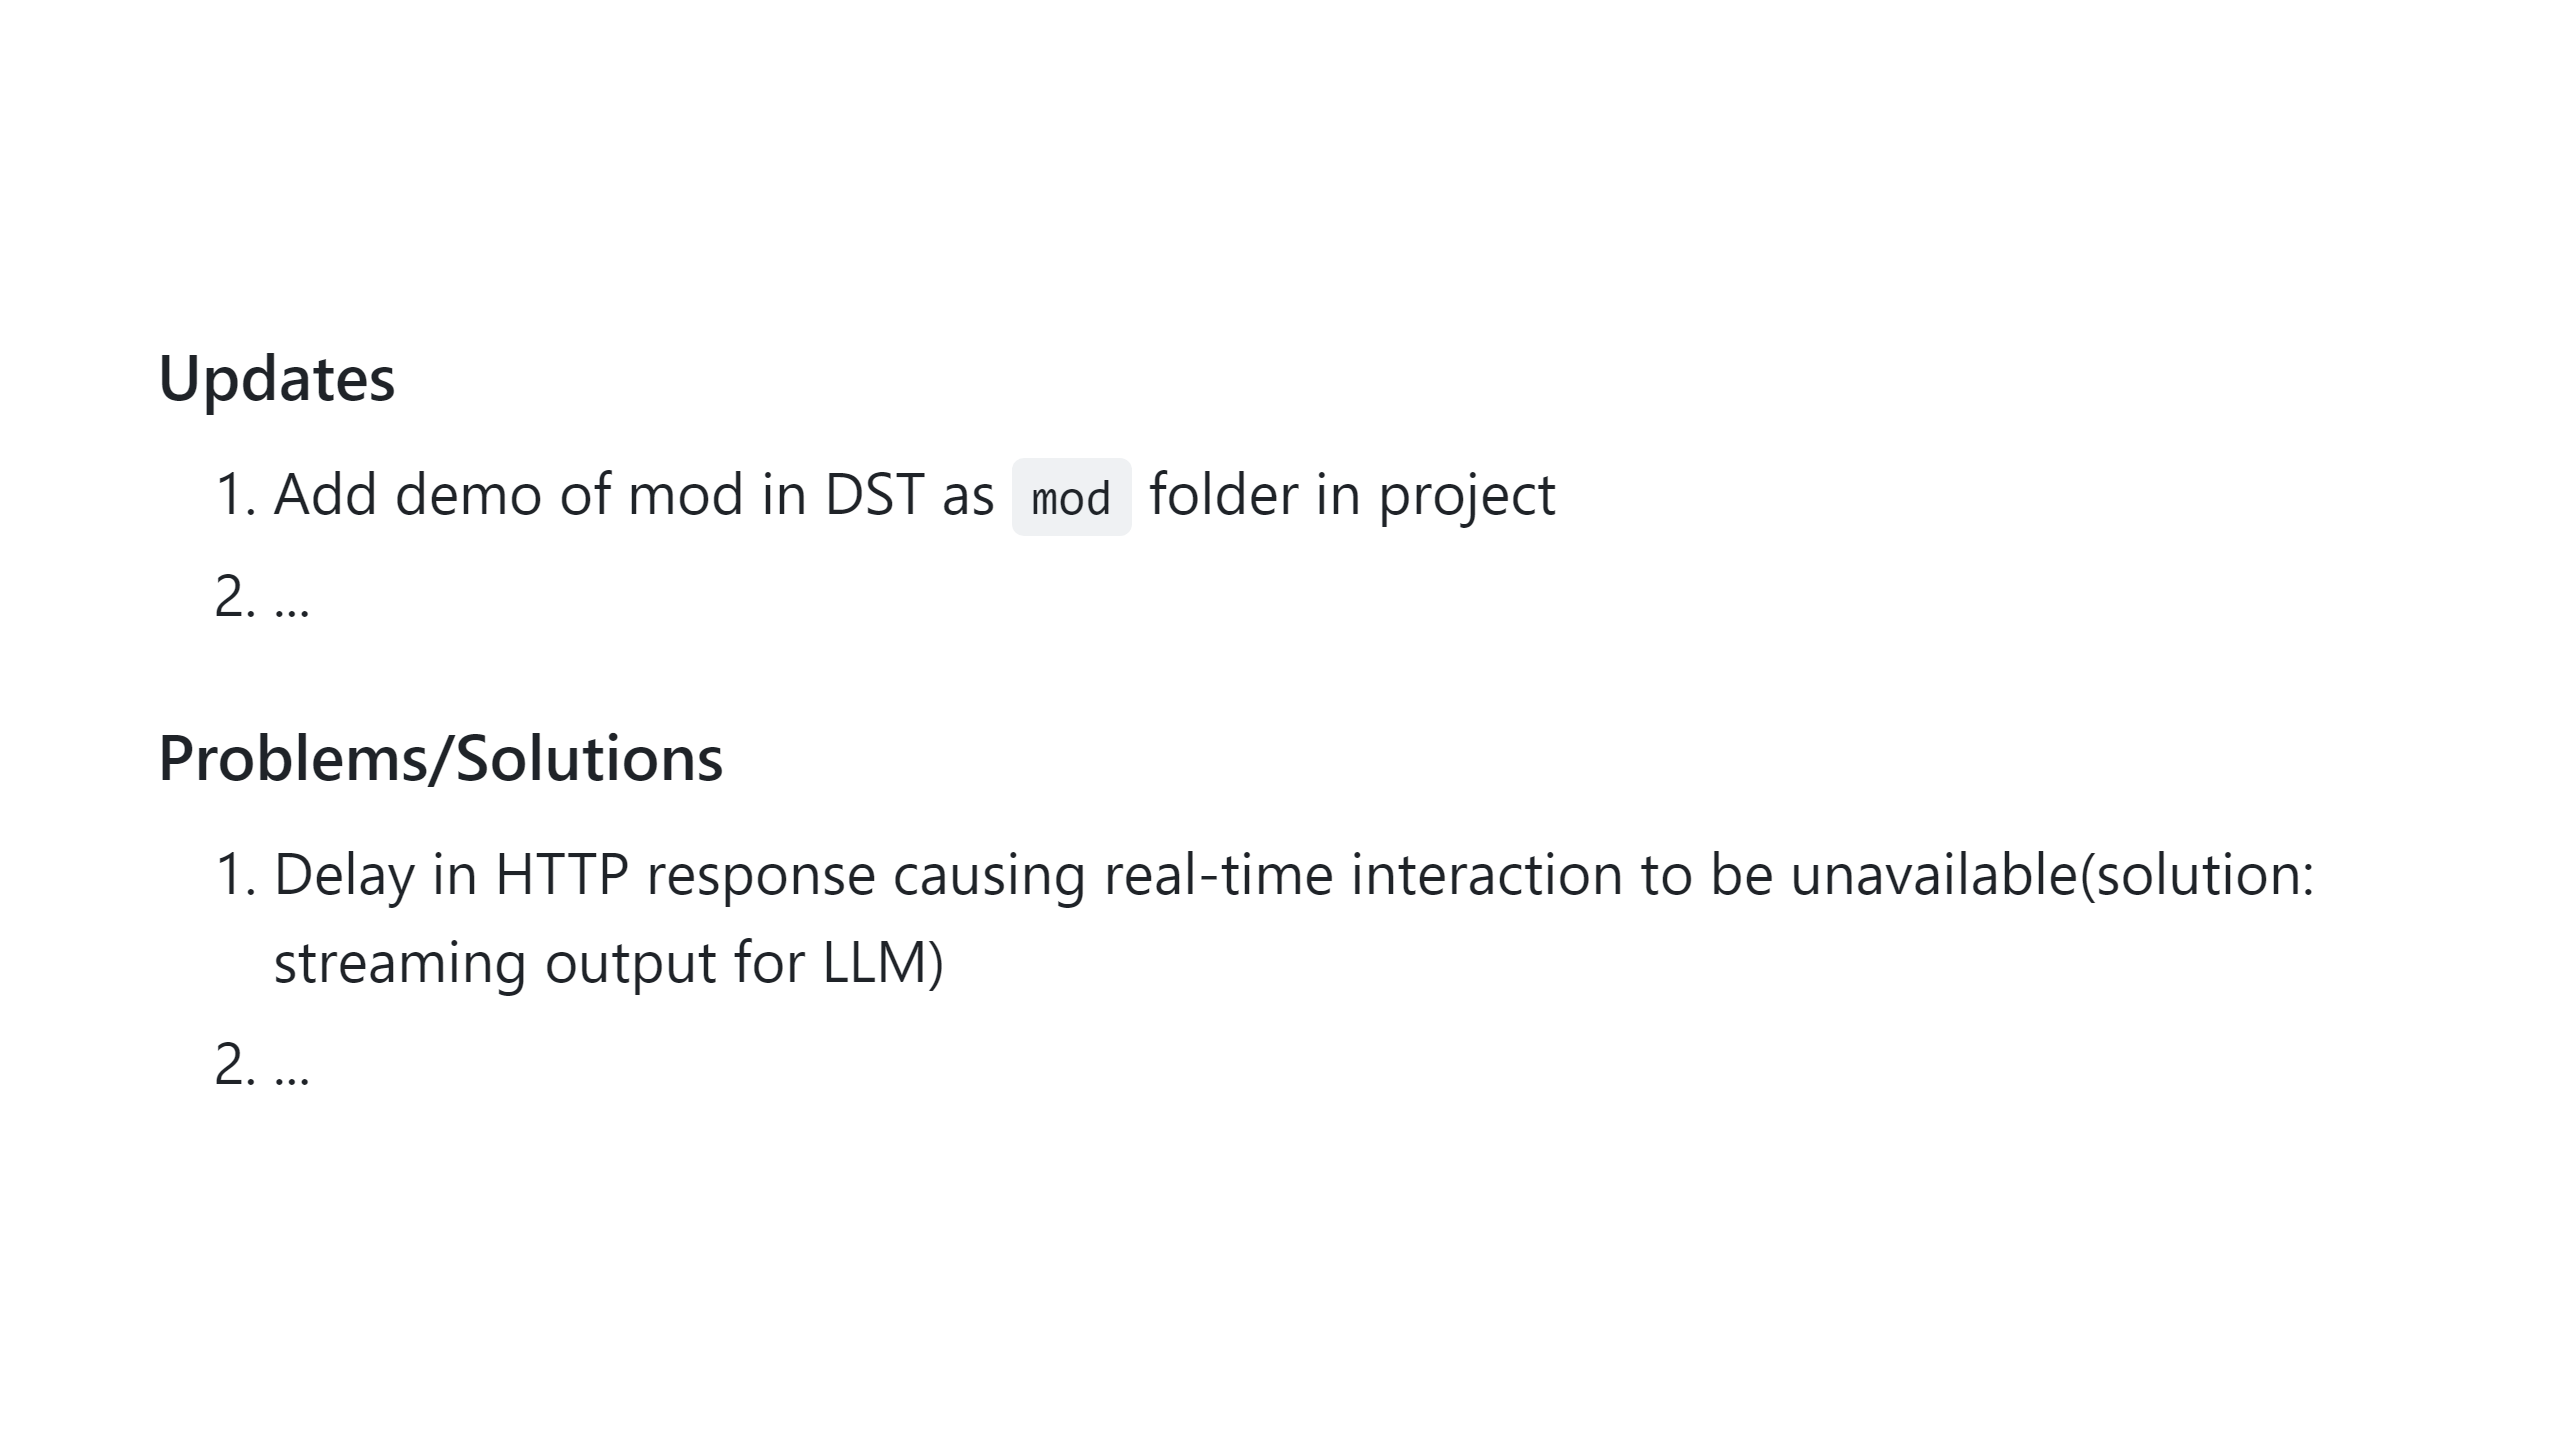 Updates
1. Add demo of mod in DST as mod folder in project
2. ...
Problems/Solutions
1. Delay in HTTP response causing real-time interaction to be unavailable(solution:
streaming output for LLM)
2. ...